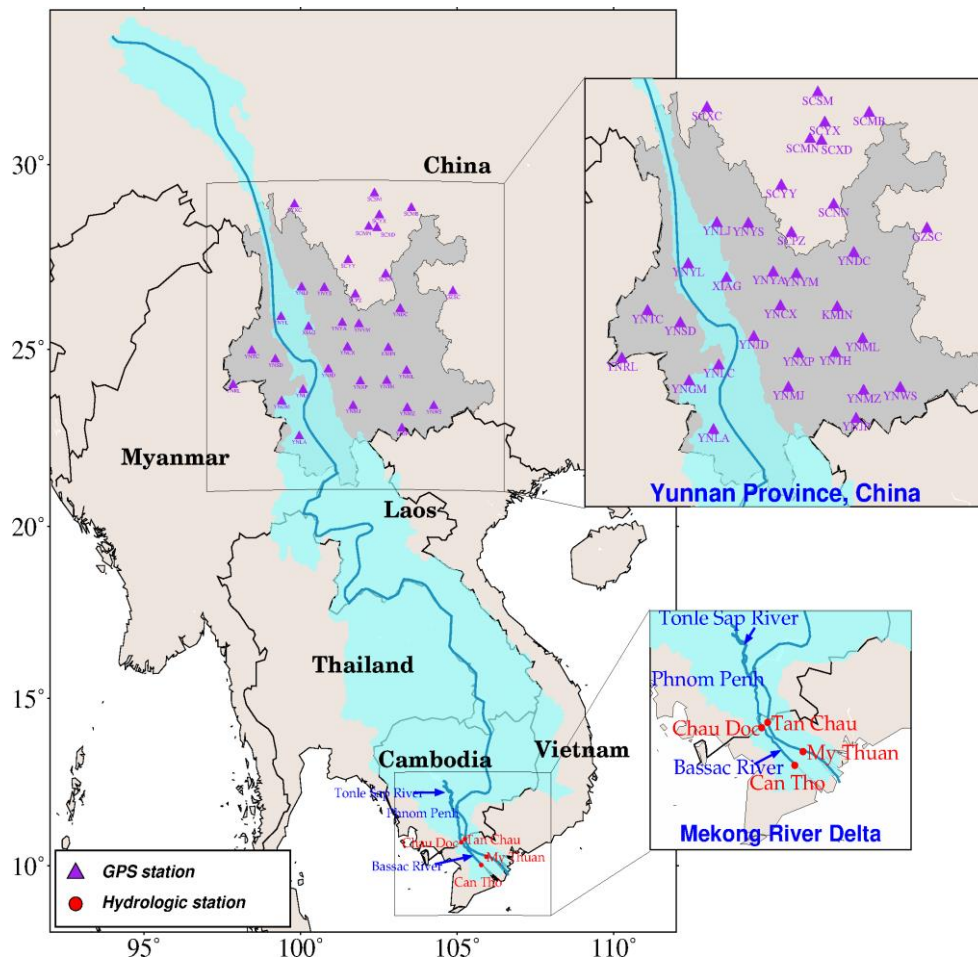 China
30°
25°
20°
15°
10°
95°
100°
105°
110°
Myanmar
Laos
Thailand
Cambodia
Vietnam
Tonle Sap River
Phnom Penh
Chau Doc
Tan Chau
My Thuan
Bassac River
Can Tho
GPS station
Hydrologic station
SCSM
SCXC
SCMB
SCYX
SCMN
SCXD
SCYY
SCNN
YNLJ
YNYS
SCPZ
GZSC
YNDC
YNYL
XIAG
YNYA
YNYM
YNTC
YNCX
KMIN
YNSD
YNJD
YNML
YNRL
YNLC
YNXP
YNTH
YNGM
YNMJ
YNMZ
YNWS
YNLA
Yunnan Province, China
Tonle Sap River
Phnom Penh
Chau Doc
Tan Chau
Bassac River
My Thuan
Can Tho
Mekong River Delta